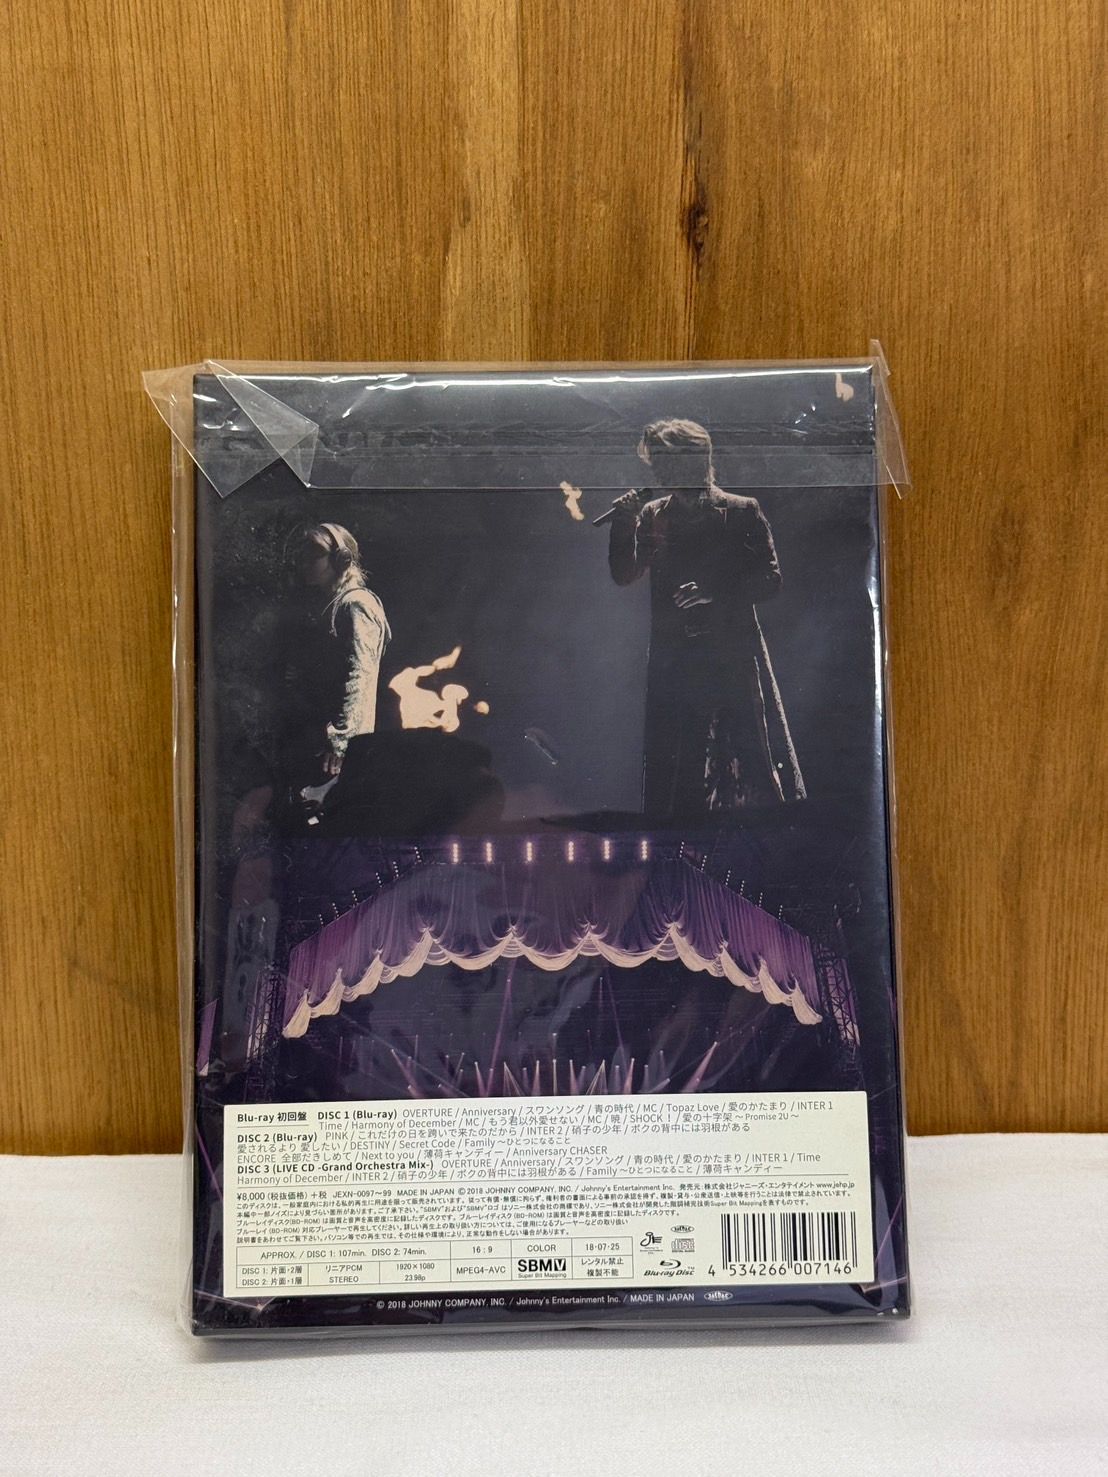 Blu-ray 初回盤 DISC 1 (Blu-ray) OVERTURE / Anniversary / スワンソング / 青の時代 / MC / Topaz Love / 愛のかたまり / INTER 1
Time / Harmony of December / MC / もう君以外愛せない / MC / 暁 / SHOCK！ / 愛の十字架 ～Promise 2U～
DISC 2 (Blu-ray) PINK / これだけの日を跨いで来たのだから / INTER 2 / 硝子の少年 / ボクの背中には羽根がある
愛されるより 愛したい / DESTINY / Secret Code / Family ～ひとつになること
ENCORE 全部だきしめて / Next to you / 薄荷キャンディー / Anniversary CHASER
DISC 3 (LIVE CD -Grand Orchestra Mix-) OVERTURE / Anniversary / スワンソング / 青の時代 / 愛のかたまり / INTER 1 / Time
Harmony of December / INTER 2 / 硝子の少年 / ボクの背中には羽根がある / Family ～ひとつになること / 薄荷キャンディー
¥8,000 (税抜価格) +税 JEXN-0097～99 MADE IN JAPAN Ⓒ2018 JOHNNY COMPANY, INC. / Johnny's Entertainment Inc. 発売元：株式会社ジャニーズ・エンタテイメント www.jehp.jp
APPROX. / DISC 1: 107min. DISC 2: 74min.
16：9
COLOR
18・07・25
DISC 1: 片面・2層
DISC 2: 片面・1層
リニアPCM
STEREO
1920×1080
23.98p
MPEG4-AVC
SBMV
Super Bit Mapping
レンタル禁止
複製不能
Blu-ray Disc
4 534266 007146
Ⓒ 2018 JOHNNY COMPANY, INC. / Johnny's Entertainment Inc. / MADE IN JAPAN